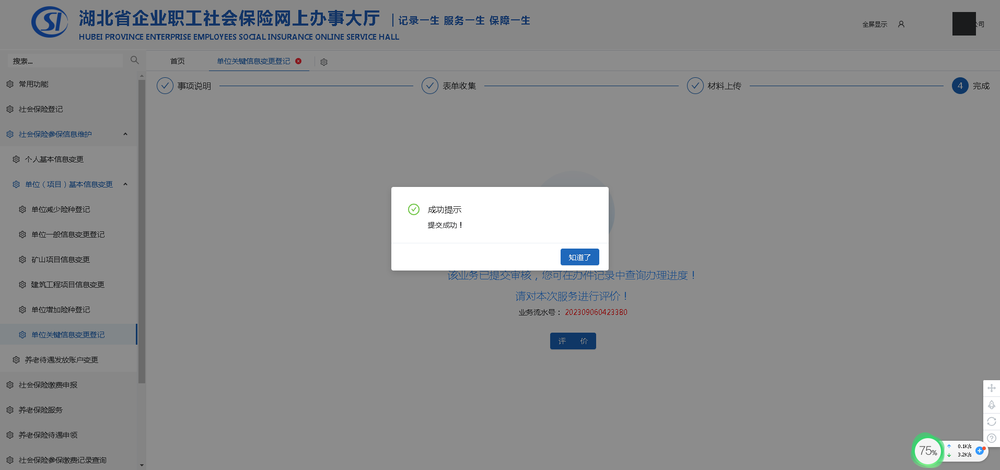 湖北省企业职工社会保险网上办事大厅 | 记录一生 服务一生 保障一生
HUBEI PROVINCE ENTERPRISE EMPLOYEES SOCIAL INSURANCE ONLINE SERVICE HALL
全屏显示
公司
搜索...
首页
单位关键信息变更登记
常用功能
社会保险登记
社会保险参保信息维护
个人基本信息变更
单位（项目）基本信息变更
单位减少险种登记
单位一般信息变更登记
矿山项目信息变更
建筑工程项目信息变更
单位增加险种登记
单位关键信息变更登记
养老待遇发放账户变更
社会保险缴费申报
养老保险服务
养老保险待遇申领
社会保险参保缴费记录查询
事项说明
表单收集
材料上传
4 完成
成功提示
提交成功！
知道了
该业务已提交审核，您可在办件记录中查询办理进度！
请对本次服务进行评价！
业务流水号： 202309060423380
评 价
75%
0.1K/s
3.2K/s